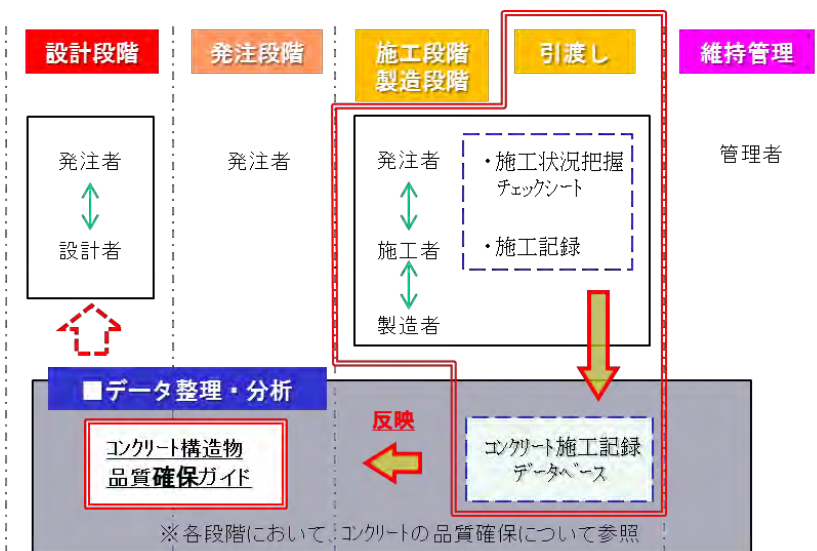 設計段階
発注段階
施工段階
製造段階
引渡し
維持管理
発注者
設計者
発注者
発注者
施工者
製造者
・施工状況把握
チェックシート
・施工記録
管理者
■データ整理・分析
コンクリート構造物
品質確保ガイド
反映
コンクリート施工記録
データベース
※各段階において、コンクリートの品質確保について参照